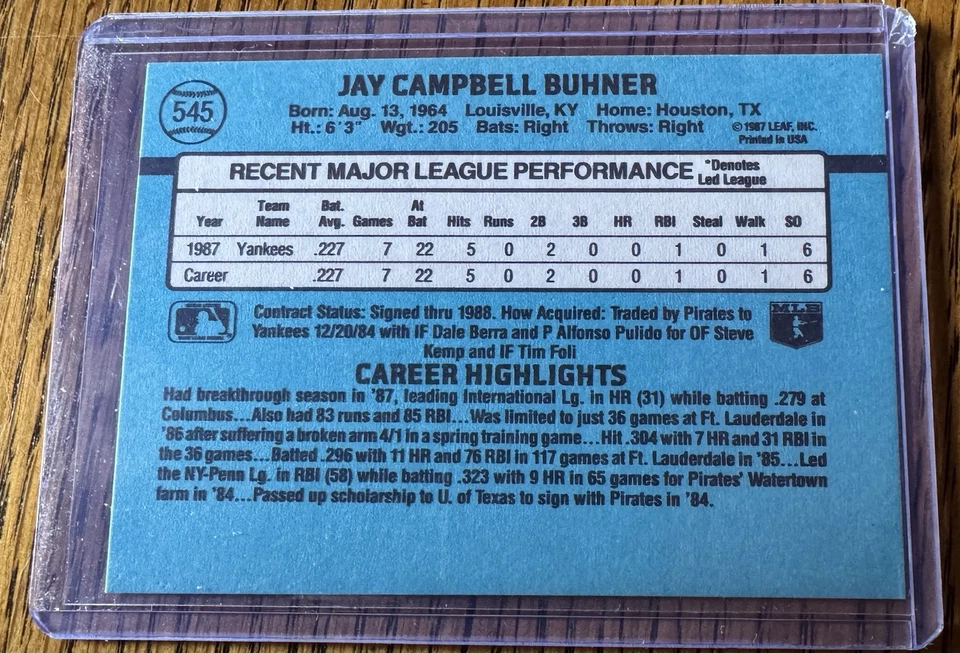 545
JAY CAMPBELL BUHNER
Born: Aug. 13, 1964 Louisville, KY Home: Houston, TX
Ht.: 6'3" Wgt.: 205 Bats: Right Throws: Right
© 1987 LEAF, INC.
Printed in USA
RECENT MAJOR LEAGUE PERFORMANCE *Denotes Led League
Year Team Name Bat. Avg. Games At Bat Hits Runs 2B 3B HR RBI Steal Walk SO
1987 Yankees .227 7 22 5 0 2 0 0 1 0 1 6
Career .227 7 22 5 0 2 0 0 1 0 1 6
Contract Status: Signed thru 1988. How Acquired: Traded by Pirates to
Yankees 12/20/84 with IF Dale Berra and P Alfonso Pulido for OF Steve
Kemp and IF Tim Foli
MLS
CAREER HIGHLIGHTS
Had breakthrough season in '87, leading International Lg. in HR (31) while batting .279 at
Columbus...Also had 83 runs and 85 RBI...Was limited to just 36 games at Ft. Lauderdale in
'86 after suffering a broken arm 4/1 in a spring training game...Hit .304 with 7 HR and 31 RBI in
the 36 games...Batted .296 with 11 HR and 76 RBI in 117 games at Ft. Lauderdale in '85...Led
the NY-Penn Lg. in RBI (58) while batting .323 with 9 HR in 65 games for Pirates' Watertown
farm in '84...Passed up scholarship to U. of Texas to sign with Pirates in '84.